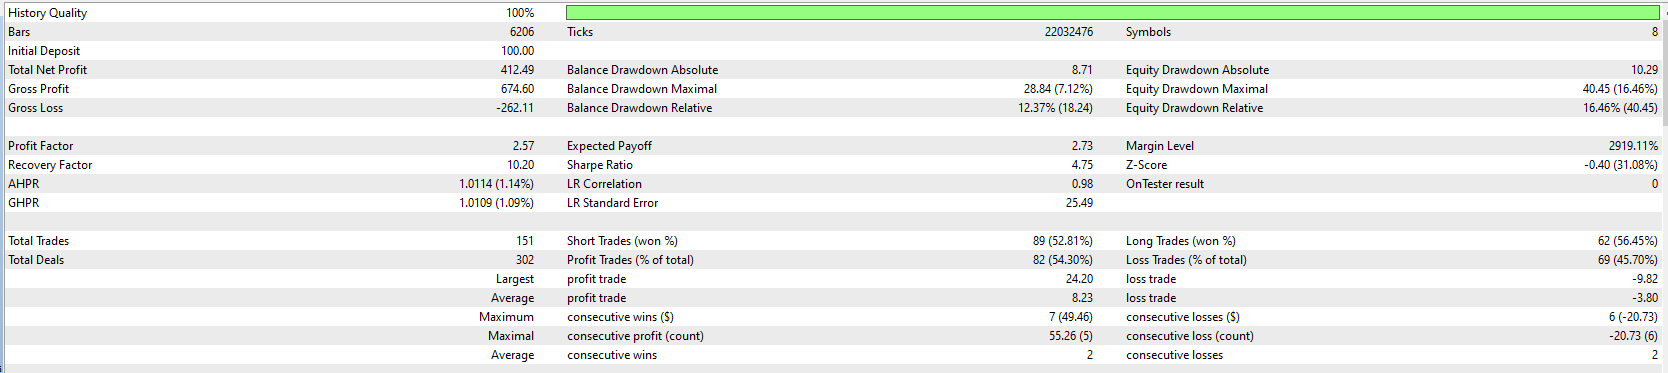 History Quality 100%
Bars 6206 Ticks 22032476 Symbols 8
Initial Deposit 100.00
Total Net Profit 412.49 Balance Drawdown Absolute 8.71 Equity Drawdown Absolute 10.29
Gross Profit 674.60 Balance Drawdown Maximal 28.84 (7.12%) Equity Drawdown Maximal 40.45 (16.46%)
Gross Loss -262.11 Balance Drawdown Relative 12.37% (18.24) Equity Drawdown Relative 16.46% (40.45)
Profit Factor 2.57 Expected Payoff 2.73 Margin Level 2919.11%
Recovery Factor 10.20 Sharpe Ratio 4.75 Z-Score -0.40 (31.08%)
AHPR 1.0114 (1.14%) LR Correlation 0.98 OnTester result 0
GHPR 1.0109 (1.09%) LR Standard Error 25.49
Total Trades 151 Short Trades (won %) 89 (52.81%) Long Trades (won %) 62 (56.45%)
Total Deals 302 Profit Trades (% of total) 82 (54.30%) Loss Trades (% of total) 69 (45.70%)
Largest profit trade 24.20 loss trade -9.82
Average profit trade 8.23 loss trade -3.80
Maximum consecutive wins ($) 7 (49.46) consecutive losses ($) 6 (-20.73)
Maximal consecutive profit (count) 55.26 (5) consecutive loss (count) -20.73 (6)
Average consecutive wins 2 consecutive losses 2